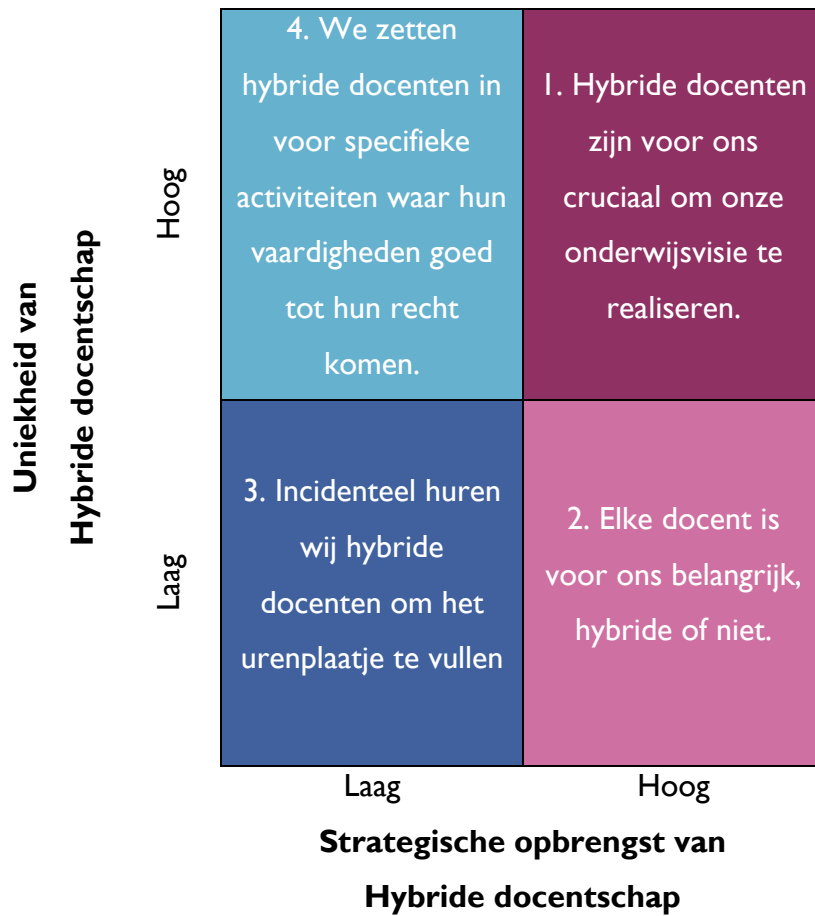 4. We zetten
hybride docenten in
voor specifieke
activiteiten waar hun
vaardigheden goed
tot hun recht
komen.
1. Hybride docenten
zijn voor ons
cruciaal om onze
onderwijsvisie te
realiseren.
Hoog
Uniekheid van
Hybride docentschap
Laag
3. Incidenteel huren
wij hybride
docenten om het
urenplaatje te vullen
2. Elke docent is
voor ons belangrijk,
hybride of niet.
Laag
Hoog
Strategische opbrengst van
Hybride docentschap